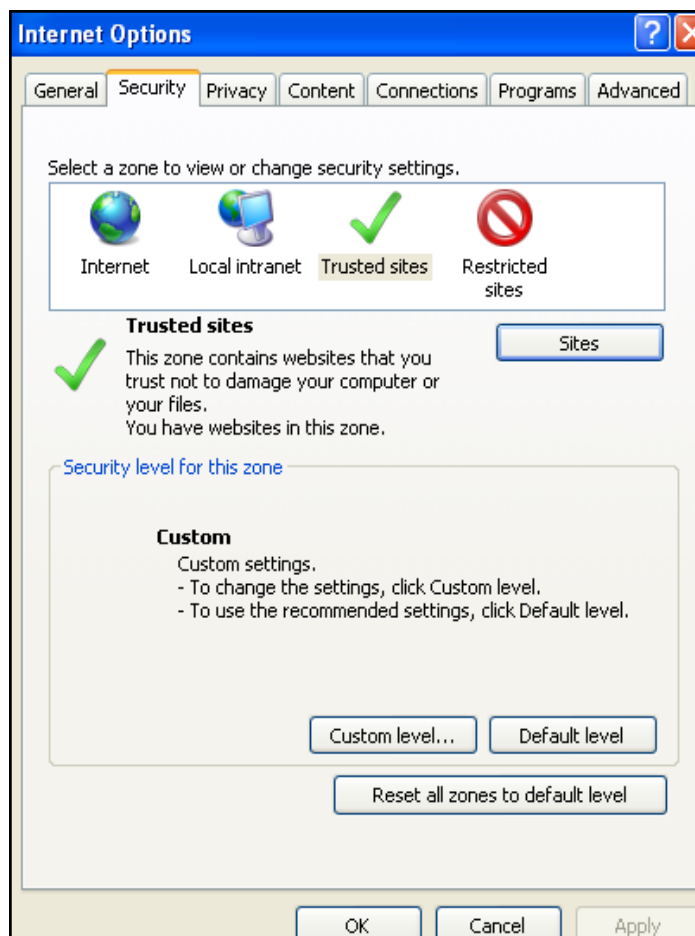 Internet Options
General Security Privacy Content Connections Programs Advanced
Select a zone to view or change security settings.
Internet Local intranet Trusted sites Restricted
sites
Trusted sites
Sites
This zone contains websites that you
trust not to damage your computer or
your files.
You have websites in this zone.
Security level for this zone
Custom
Custom settings.
- To change the settings, click Custom level.
- To use the recommended settings, click Default level.
Custom level... Default level
Reset all zones to default level
OK Cancel Apply